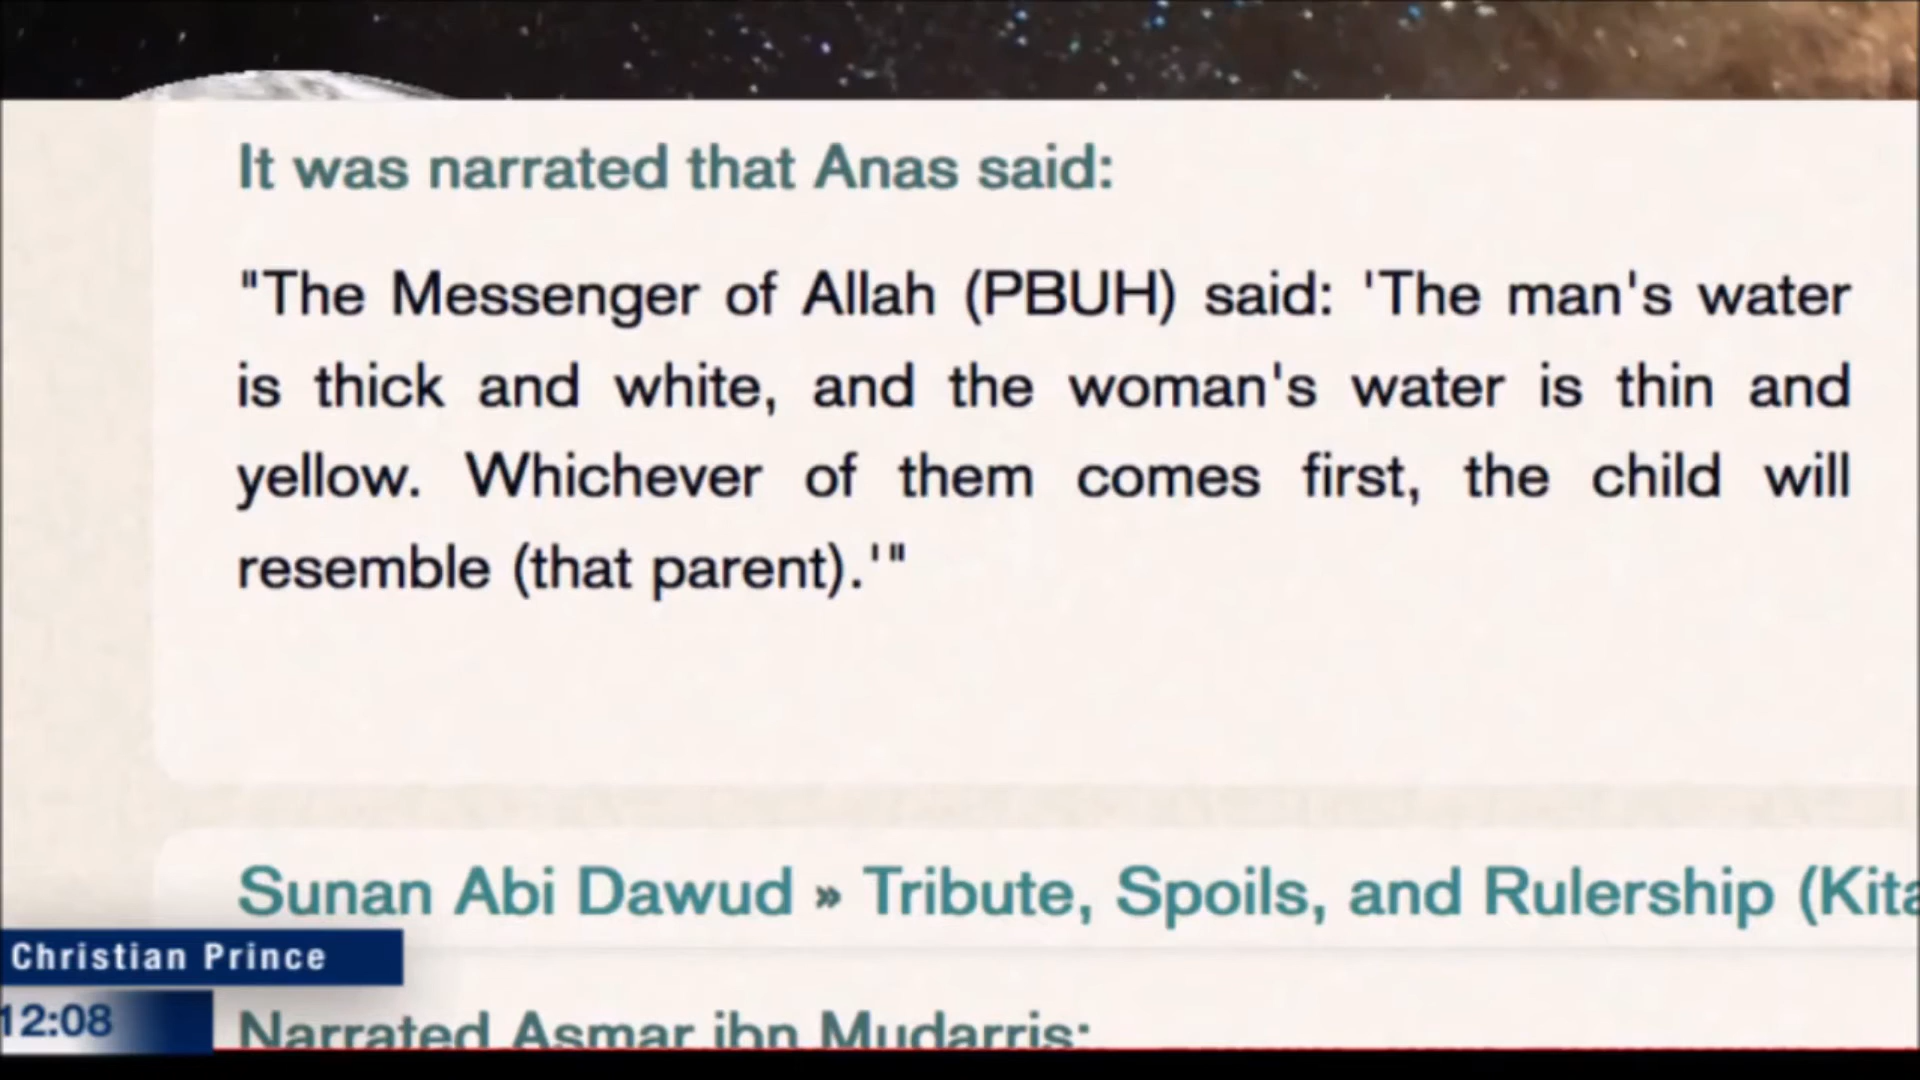 It was narrated that Anas said:
"The Messenger of Allah (PBUH) said: 'The man's water
is thick and white, and the woman's water is thin and
yellow. Whichever of them comes first, the child will
resemble (that parent).'"
Sunan Abi Dawud » Tribute, Spoils, and Rulership (Kita
Christian Prince
12:08
Narrated Asmar ibn Mudarris: